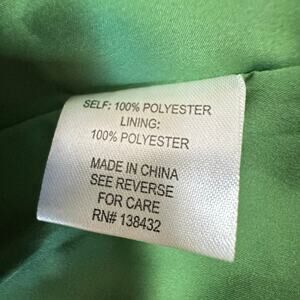 SELF: 100% POLYESTER
LINING:
100% POLYESTER
MADE IN CHINA
SEE REVERSE
FOR CARE
RN# 138432